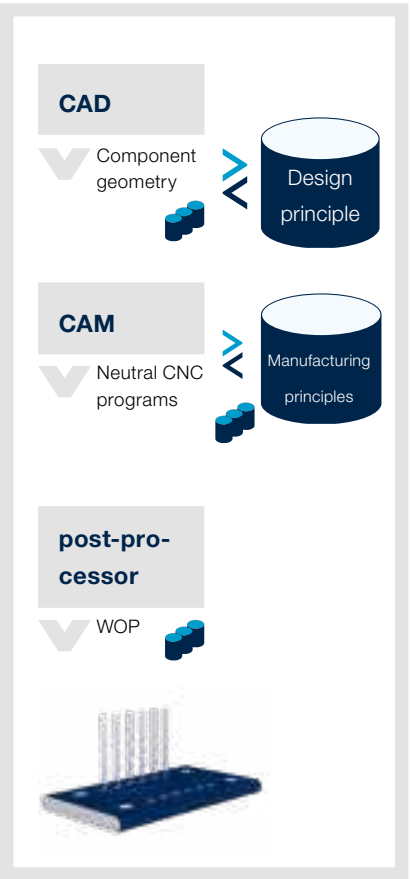 CAD
Component
geometry
Design
principle
CAM
Neutral CNC
programs
Manufacturing
principles
post-pro-
cessor
WOP